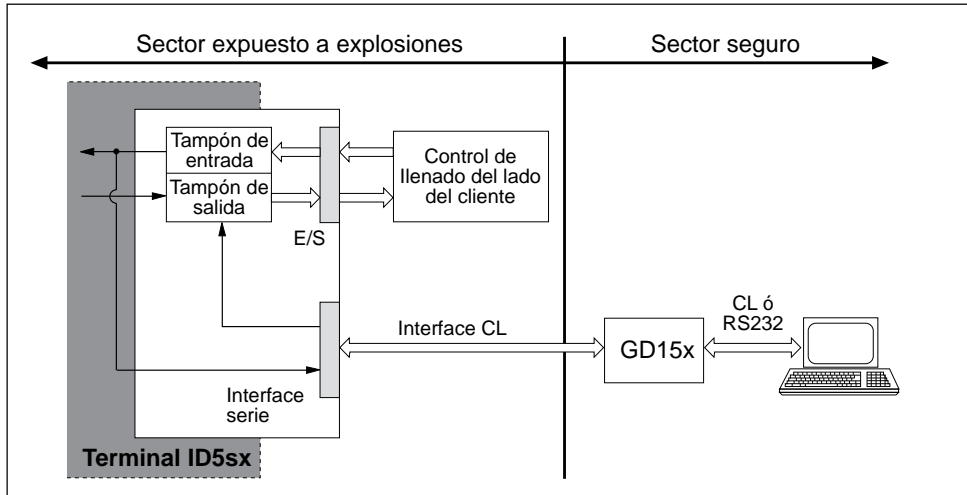 Sector expuesto a explosiones
Sector seguro
Tampón de
entrada
Tampón de
salida
E/S
Control de
llenado del lado
del cliente
Interface CL
GD15x
CL ó
RS232
Interface
serie
Terminal ID5sx